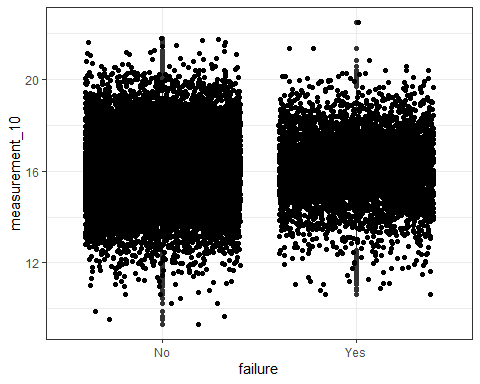 measurement_10
20
16
12
No
Yes
failure